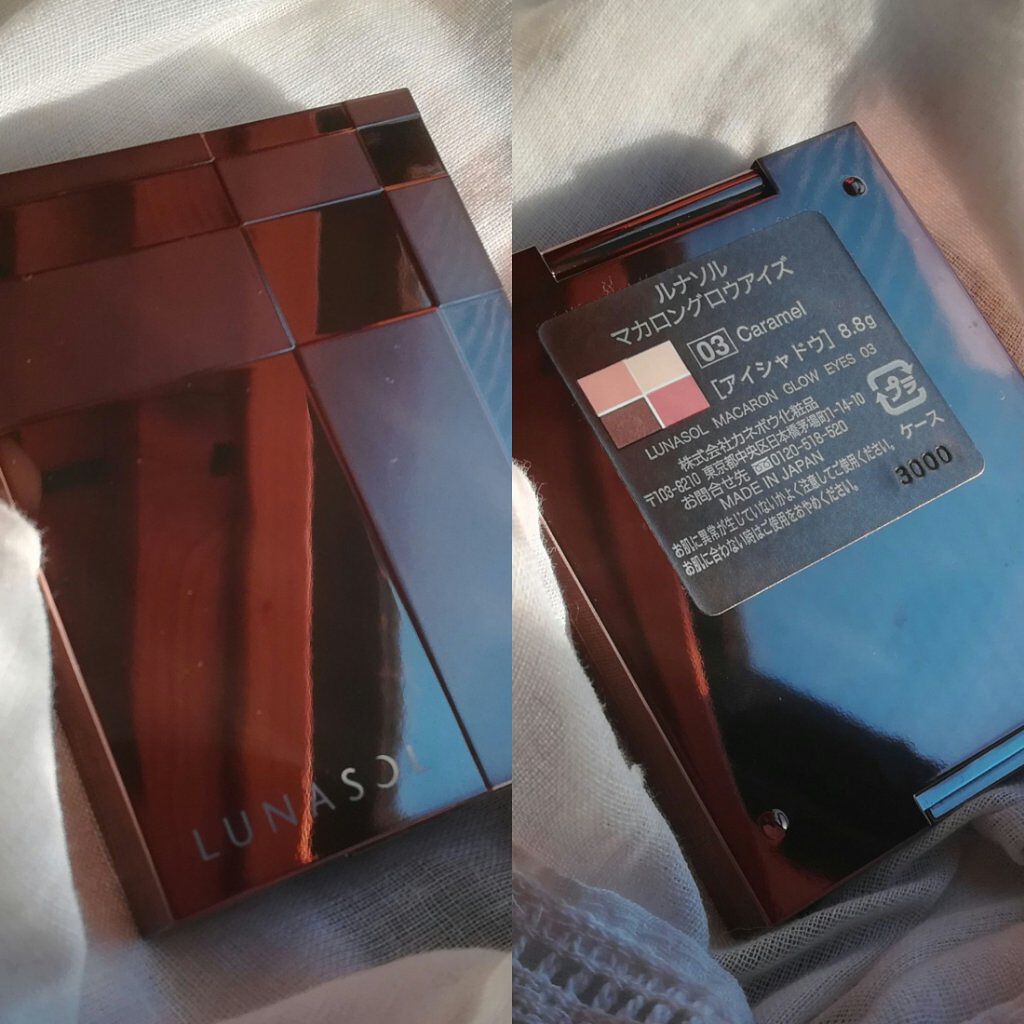 LUNASOL
ルナソル
マカロングロウアイズ
03 Caramel
[アイシャドウ] 8.8g
LUNASOL MACARON GLOW EYES 03
株式会社カネボウ化粧品
〒103-8210 東京都中央区日本橋茅場町1-14-10
お問合せ先 0120-518-520
MADE IN JAPAN
プラ
ケース
お肌に異常が生じていないかよく注意してご使用ください。
お肌に合わない時はご使用をおやめください。
3000